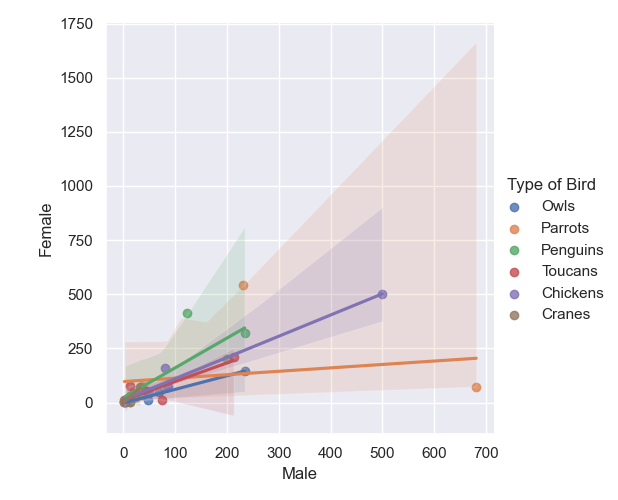 1750
1500
1250
1000
750
500
250
0
Female
0 100 200 300 400 500 600 700
Male
Type of Bird
Owls
Parrots
Penguins
Toucans
Chickens
Cranes